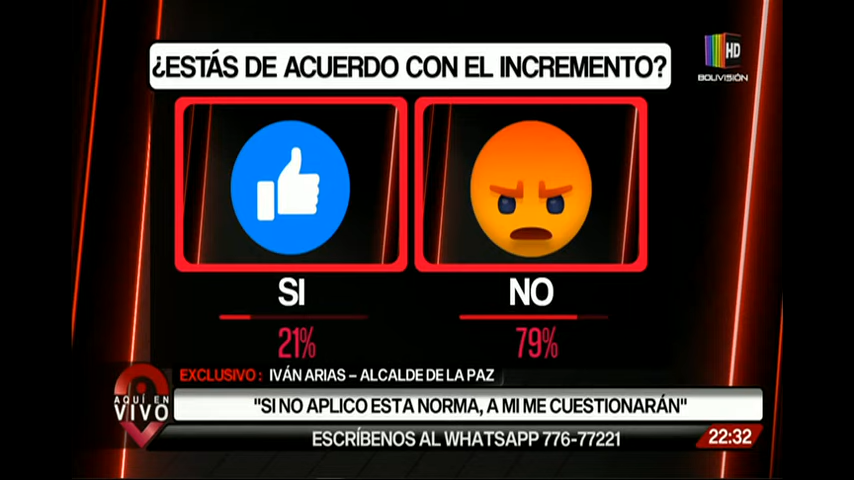 ¿ESTÁS DE ACUERDO CON EL INCREMENTO?
HD
BOLIVISIÓN
SI
NO
21%
79%
EXCLUSIVO: IVÁN ARIAS – ALCALDE DE LA PAZ
AQUÍ EN
VIVO
"SI NO APLICO ESTA NORMA, A MI ME CUESTIONARÁN"
ESCRÍBENOS AL WHATSAPP 776-77221
22:32